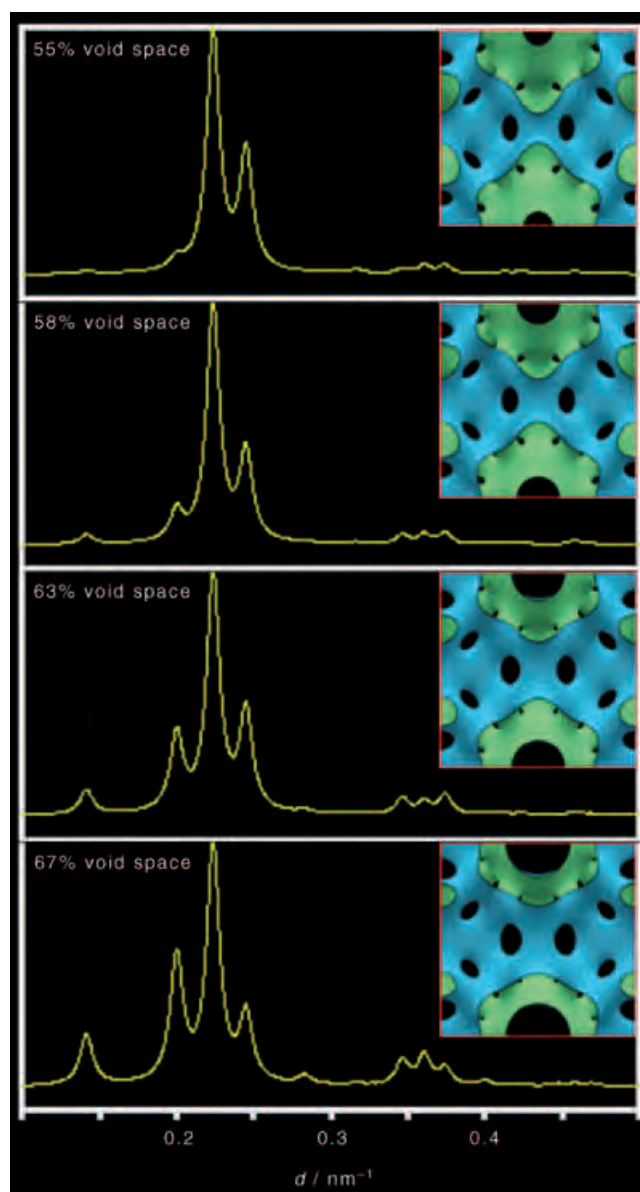 55% void space
58% void space
63% void space
67% void space
0.2 0.3 0.4
d / nm⁻¹